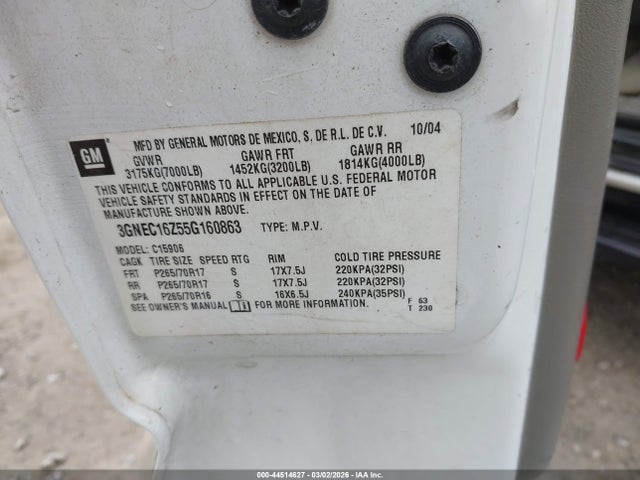 MFD BY GENERAL MOTORS DE MEXICO, S. DE R.L. DE C.V. 10/04
GM GVWR GAWR FRT GAWR RR
3175KG(7000LB) 1452KG(3200LB) 1814KG(4000LB)
THIS VEHICLE CONFORMS TO ALL APPLICABLE U.S. FEDERAL MOTOR
VEHICLE SAFETY STANDARDS IN EFFECT ON THE DATE OF
MANUFACTURE SHOWN ABOVE.
3GNEC16Z55G160863 TYPE: M.P.V.
MODEL: C15906
CAGK TIRE SIZE SPEED RTG RIM COLD TIRE PRESSURE
FRT P265/70R17 S 17X7.5J 220KPA(32PSI)
RR P265/70R17 S 17X7.5J 220KPA(32PSI)
SPA P265/70R16 S 16X6.5J 240KPA(35PSI)
SEE OWNER'S MANUAL FOR MORE INFORMATION. F 63
T 230
000-44514627 - 03/02/2026 - IAAI.COM